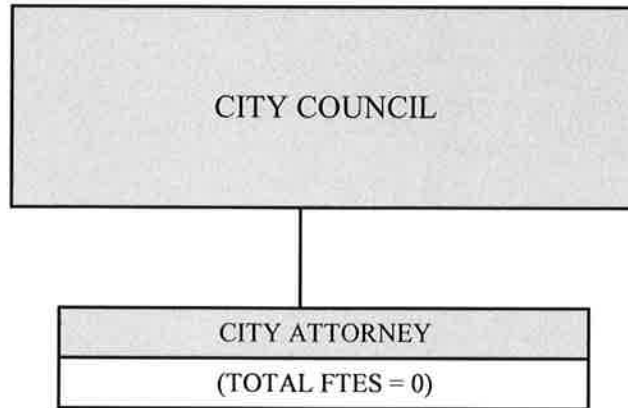 CITY COUNCIL
CITY ATTORNEY
(TOTAL FTES = 0)